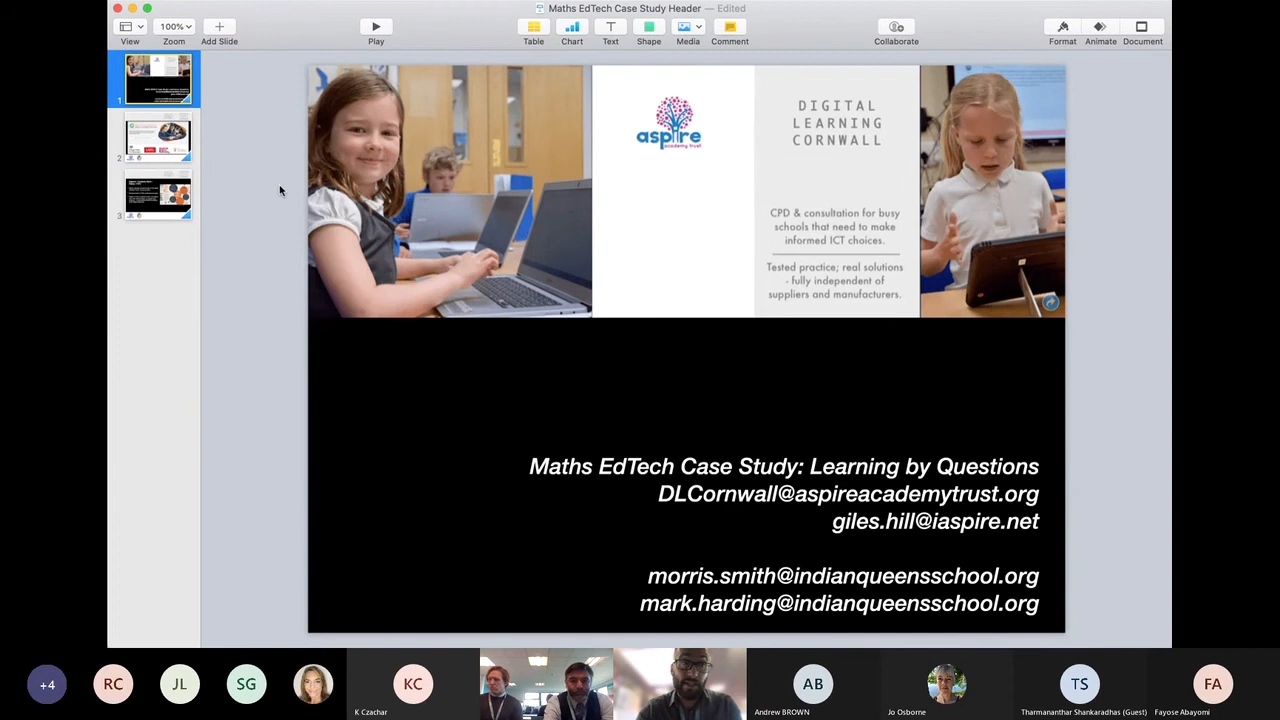 Maths EdTech Case Study Header — Edited
View
100%
Zoom
Add Slide
Play
Table
Chart
Text
Shape
Media
Comment
Collaborate
Format
Animate
Document
1
2
3
aspire
academy trust
DIGITAL
LEARNING
CORNWALL
CPD & consultation for busy
schools that need to make
informed ICT choices.
Tested practice; real solutions
- fully independent of
suppliers and manufacturers.
Maths EdTech Case Study: Learning by Questions
DLCornwall@aspireacademytrust.org
giles.hill@iaspire.net
morris.smith@indianqueensschool.org
mark.harding@indianqueensschool.org
+4
RC
JL
SG
KC
K Czachar
AB
Andrew BROWN
Jo Osborne
TS
Tharmananthar Shankaradhas (Guest)
FA
Fayose Abayomi